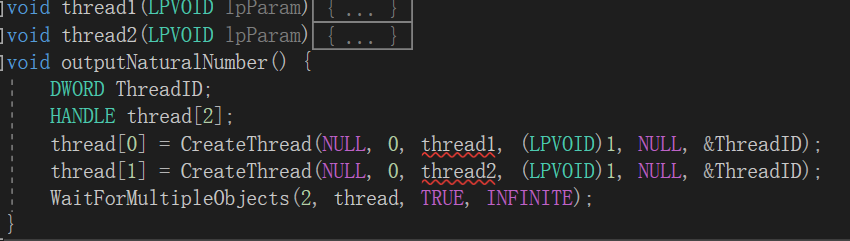 void thread1(LPVOID lpParam) { ... }
void thread2(LPVOID lpParam) { ... }
void outputNaturalNumber() {
    DWORD ThreadID;
    HANDLE thread[2];
    thread[0] = CreateThread(NULL, 0, thread1, (LPVOID)1, NULL, &ThreadID);
    thread[1] = CreateThread(NULL, 0, thread2, (LPVOID)1, NULL, &ThreadID);
    WaitForMultipleObjects(2, thread, TRUE, INFINITE);
}